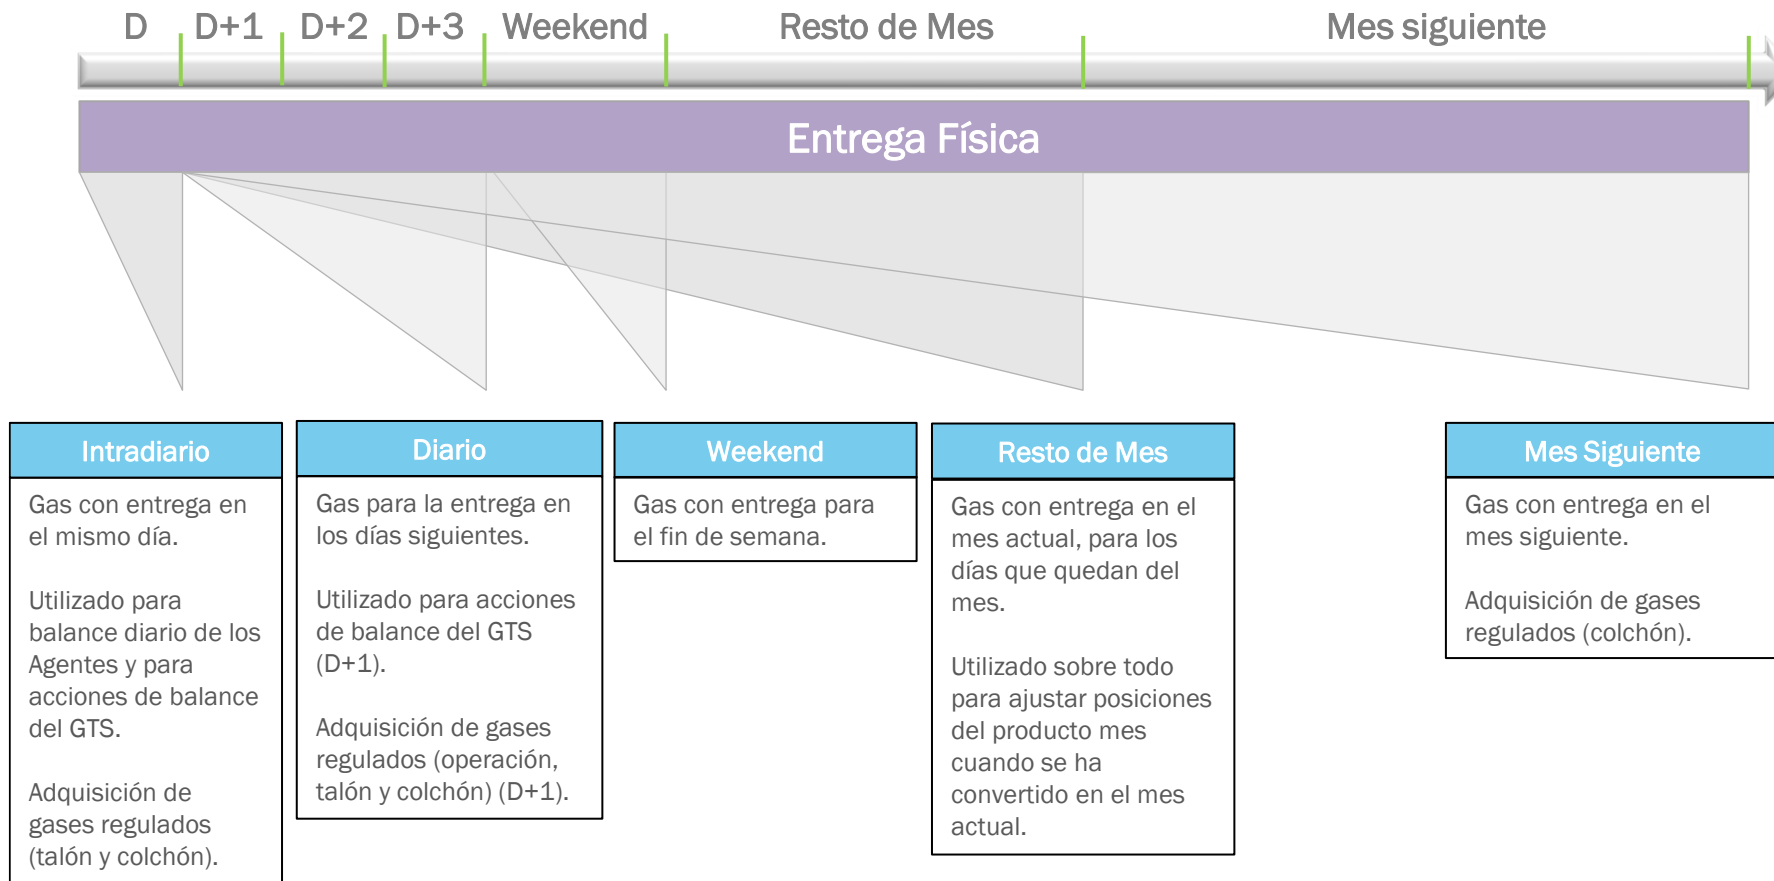 D D+1 D+2 D+3 Weekend Resto de Mes Mes siguiente
Entrega Física
Intradiario
Gas con entrega en
el mismo día.
Utilizado para
balance diario de los
Agentes y para
acciones de balance
del GTS.
Adquisición de
gases regulados
(talón y colchón).
Diario
Gas para la entrega en
los días siguientes.
Utilizado para acciones
de balance del GTS
(D+1).
Adquisición de gases
regulados (operación,
talón y colchón) (D+1).
Weekend
Gas con entrega para
el fin de semana.
Resto de Mes
Gas con entrega en el
mes actual, para los
días que quedan del
mes.
Utilizado sobre todo
para ajustar posiciones
del producto mes
cuando se ha
convertido en el mes
actual.
Mes Siguiente
Gas con entrega en el
mes siguiente.
Adquisición de gases
regulados (colchón).